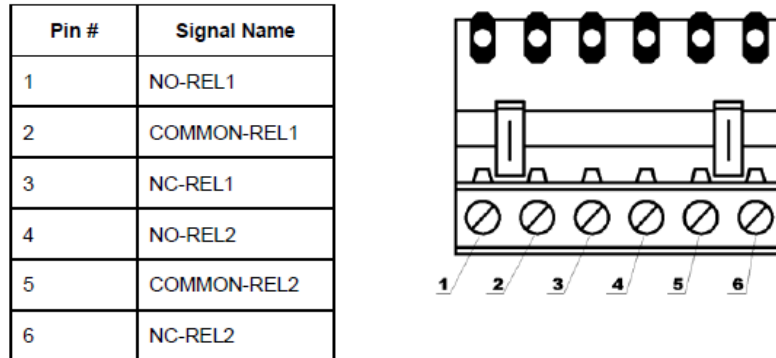 Pin # Signal Name
1 NO-REL1
2 COMMON-REL1
3 NC-REL1
4 NO-REL2
5 COMMON-REL2
6 NC-REL2
1 2 3 4 5 6